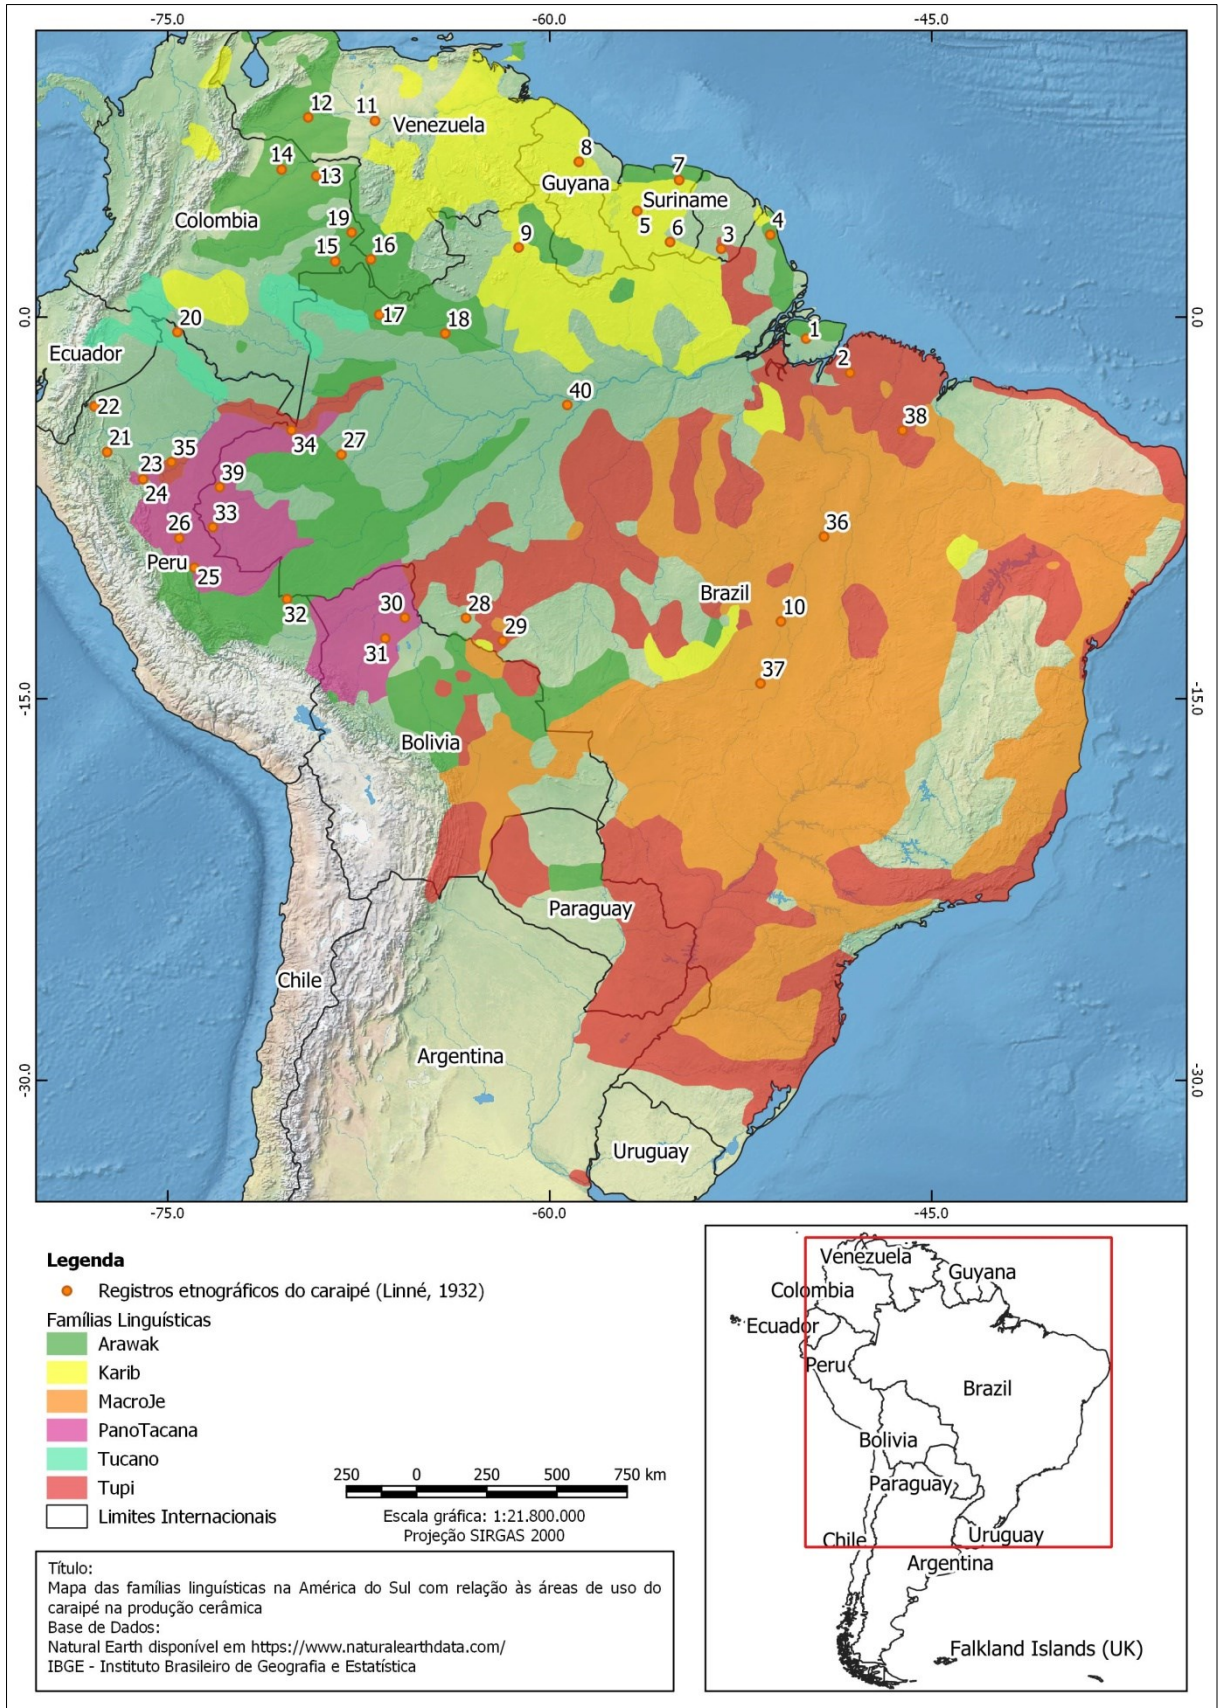 -75.0
-60.0
-45.0
12
11
Venezuela
14
13
8
Guyana
7
Suriname
Colombia
19
15
16
9
5
6
3
4
0.0
0.0
20
17
18
1
Ecuador
2
22
40
21
35
34
27
38
23
24
39
26
33
36
Peru
25
Brazil
32
30
28
10
31
29
37
-15.0
-15.0
Bolivia
Paraguay
Chile
Argentina
-30.0
-30.0
Uruguay
-75.0
-60.0
-45.0
Legenda
Registros etnográficos do caraipé (Linné, 1932)
Famílias Linguísticas
Arawak
Karib
MacroJe
PanoTacana
Tucano
Tupi
Limites Internacionais
250 0 250 500 750 km
Escala gráfica: 1:21.800.000
Projeção SIRGAS 2000
Título:
Mapa das famílias linguísticas na América do Sul com relação às áreas de uso do
caraipé na produção cerâmica
Base de Dados:
Natural Earth disponível em https://www.naturalearthdata.com/
IBGE - Instituto Brasileiro de Geografia e Estatística
Venezuela
Guyana
Colombia
Ecuador
Peru
Brazil
Bolivia
Paraguay
Chile
Uruguay
Argentina
Falkland Islands (UK)